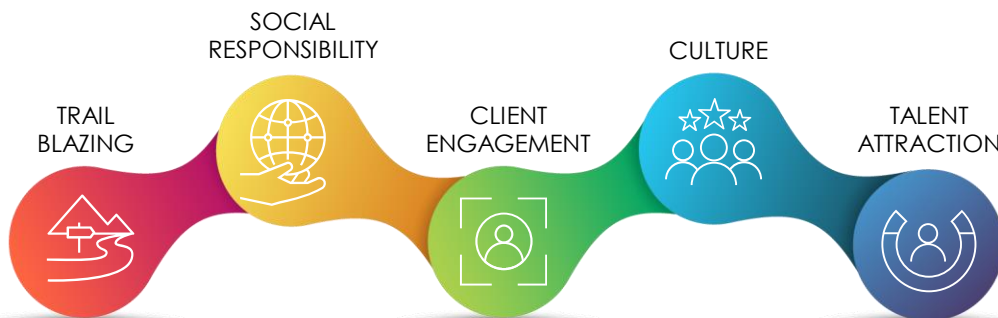 TRAIL
BLAZING
SOCIAL
RESPONSIBILITY
CLIENT
ENGAGEMENT
CULTURE
TALENT
ATTRACTION